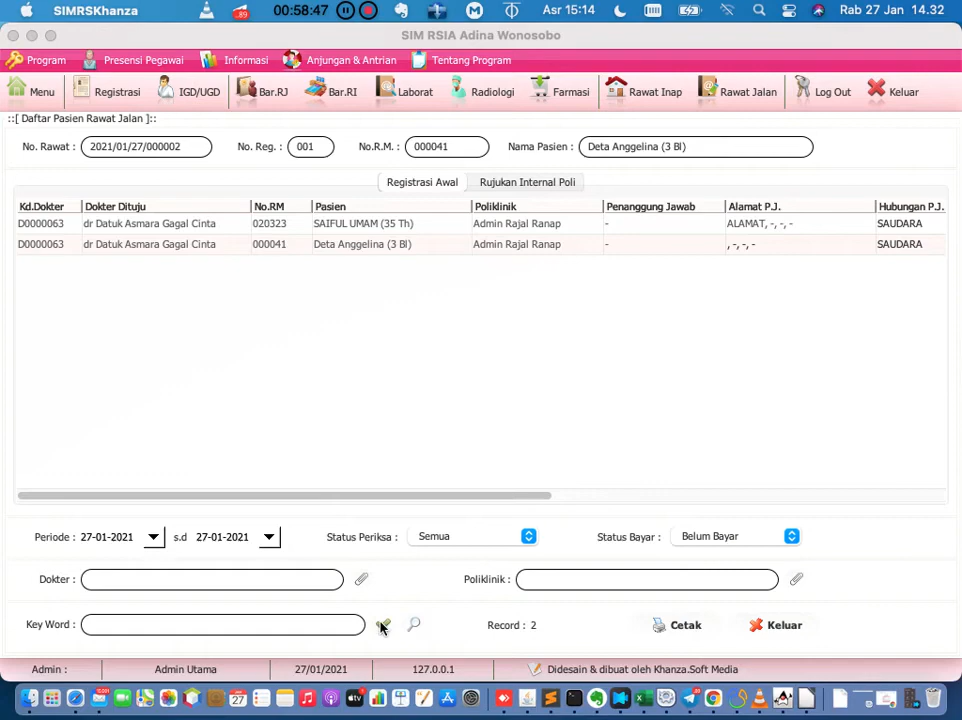 SIMRSKhanza
.89
00:58:47
Asr 15:14
Rab 27 Jan 14.32
SIM RSIA Adina Wonosobo
Program
Presensi Pegawai
Informasi
Anjungan & Antrian
Tentang Program
Menu
Registrasi
IGD/UGD
Bar.RJ
Bar.RI
Laborat
Radiologi
Farmasi
Rawat Inap
Rawat Jalan
Log Out
Keluar
::[ Daftar Pasien Rawat Jalan ]::
No. Rawat : 2021/01/27/000002 No. Reg. : 001 No.R.M. : 000041 Nama Pasien : Deta Anggelina (3 Bl)
Registrasi Awal Rujukan Internal Poli
Kd.Dokter Dokter Dituju No.RM Pasien Poliklinik Penanggung Jawab Alamat P.J. Hubungan P.J.
D0000063 dr Datuk Asmara Gagal Cinta 020323 SAIFUL UMAM (35 Th) Admin Rajal Ranap - ALAMAT, -, -, - SAUDARA
D0000063 dr Datuk Asmara Gagal Cinta 000041 Deta Anggelina (3 Bl) Admin Rajal Ranap - , -, -, - SAUDARA
Periode : 27-01-2021 s.d 27-01-2021 Status Periksa : Semua Status Bayar : Belum Bayar
Dokter : Poliklinik :
Key Word : Record : 2 Cetak Keluar
Admin : Admin Utama 27/01/2021 127.0.0.1 Didesain & dibuat oleh Khanza.Soft Media